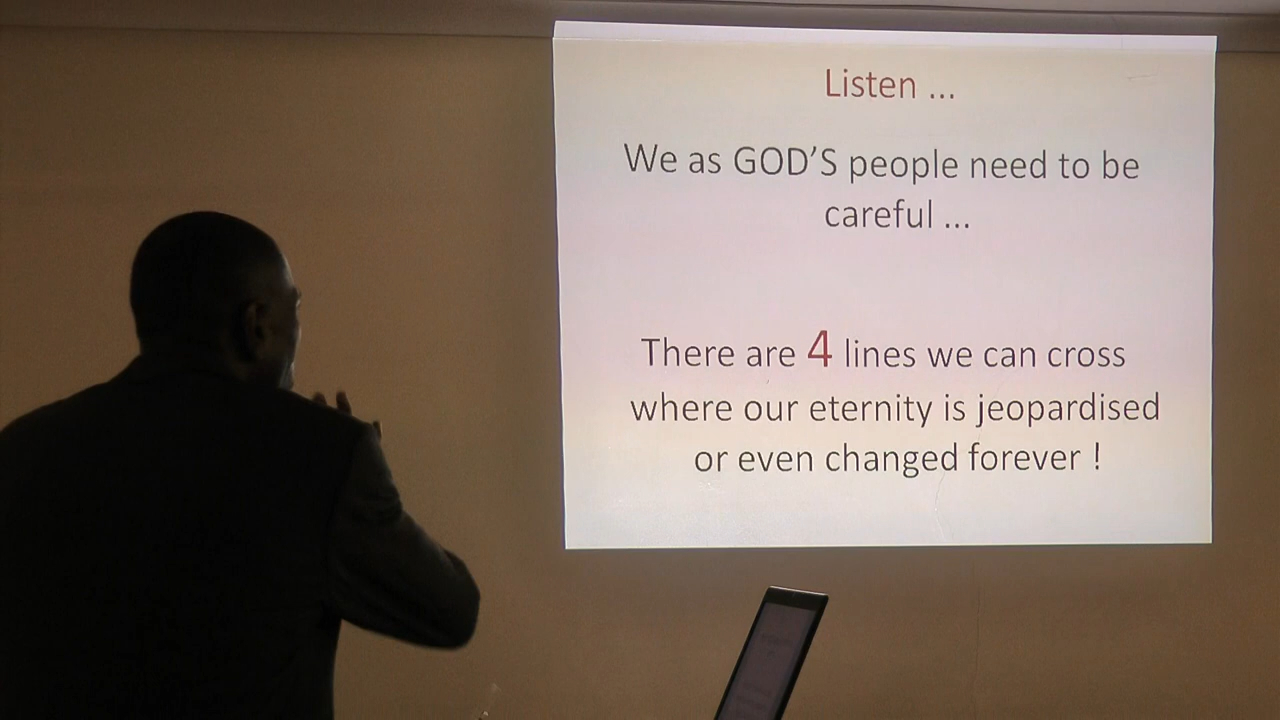 Listen ...
We as GOD'S people need to be
careful ...
There are 4 lines we can cross
where our eternity is jeopardised
or even changed forever !